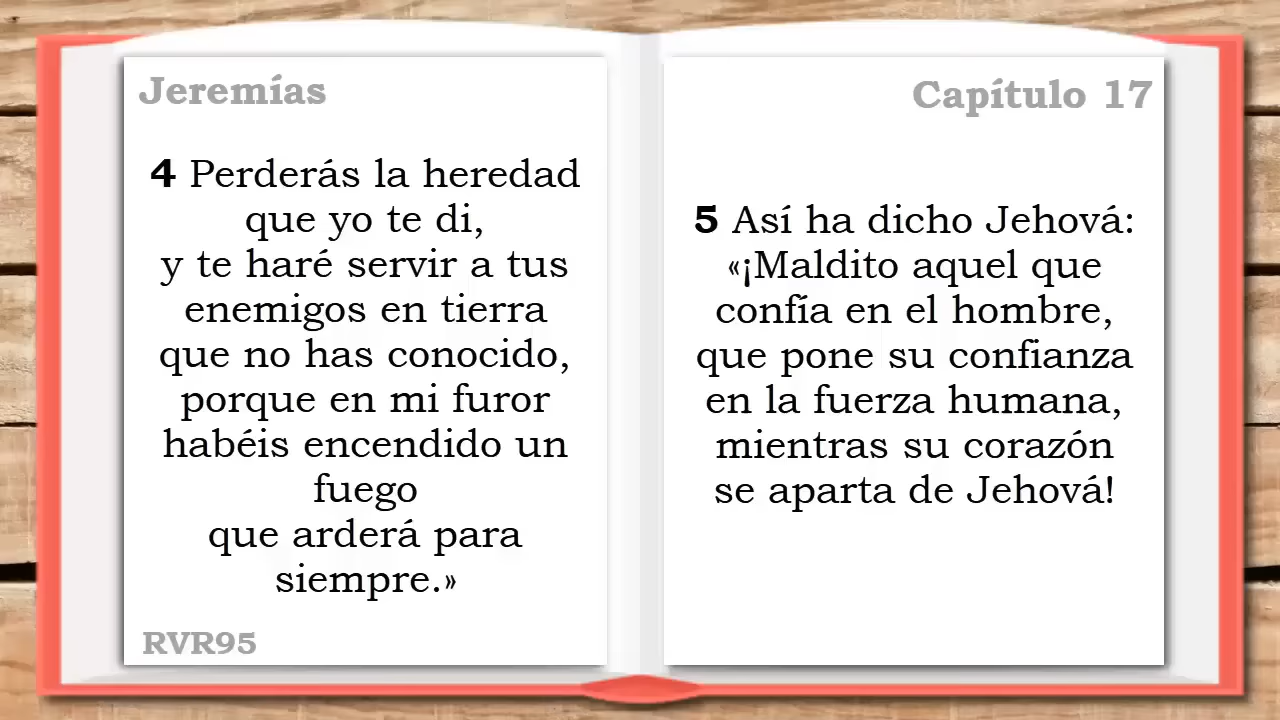 Jeremías
4 Perderás la heredad
que yo te di,
y te haré servir a tus
enemigos en tierra
que no has conocido,
porque en mi furor
habéis encendido un
fuego
que arderá para
siempre.»
RVR95
Capítulo 17
5 Así ha dicho Jehová:
«¡Maldito aquel que
confía en el hombre,
que pone su confianza
en la fuerza humana,
mientras su corazón
se aparta de Jehová!